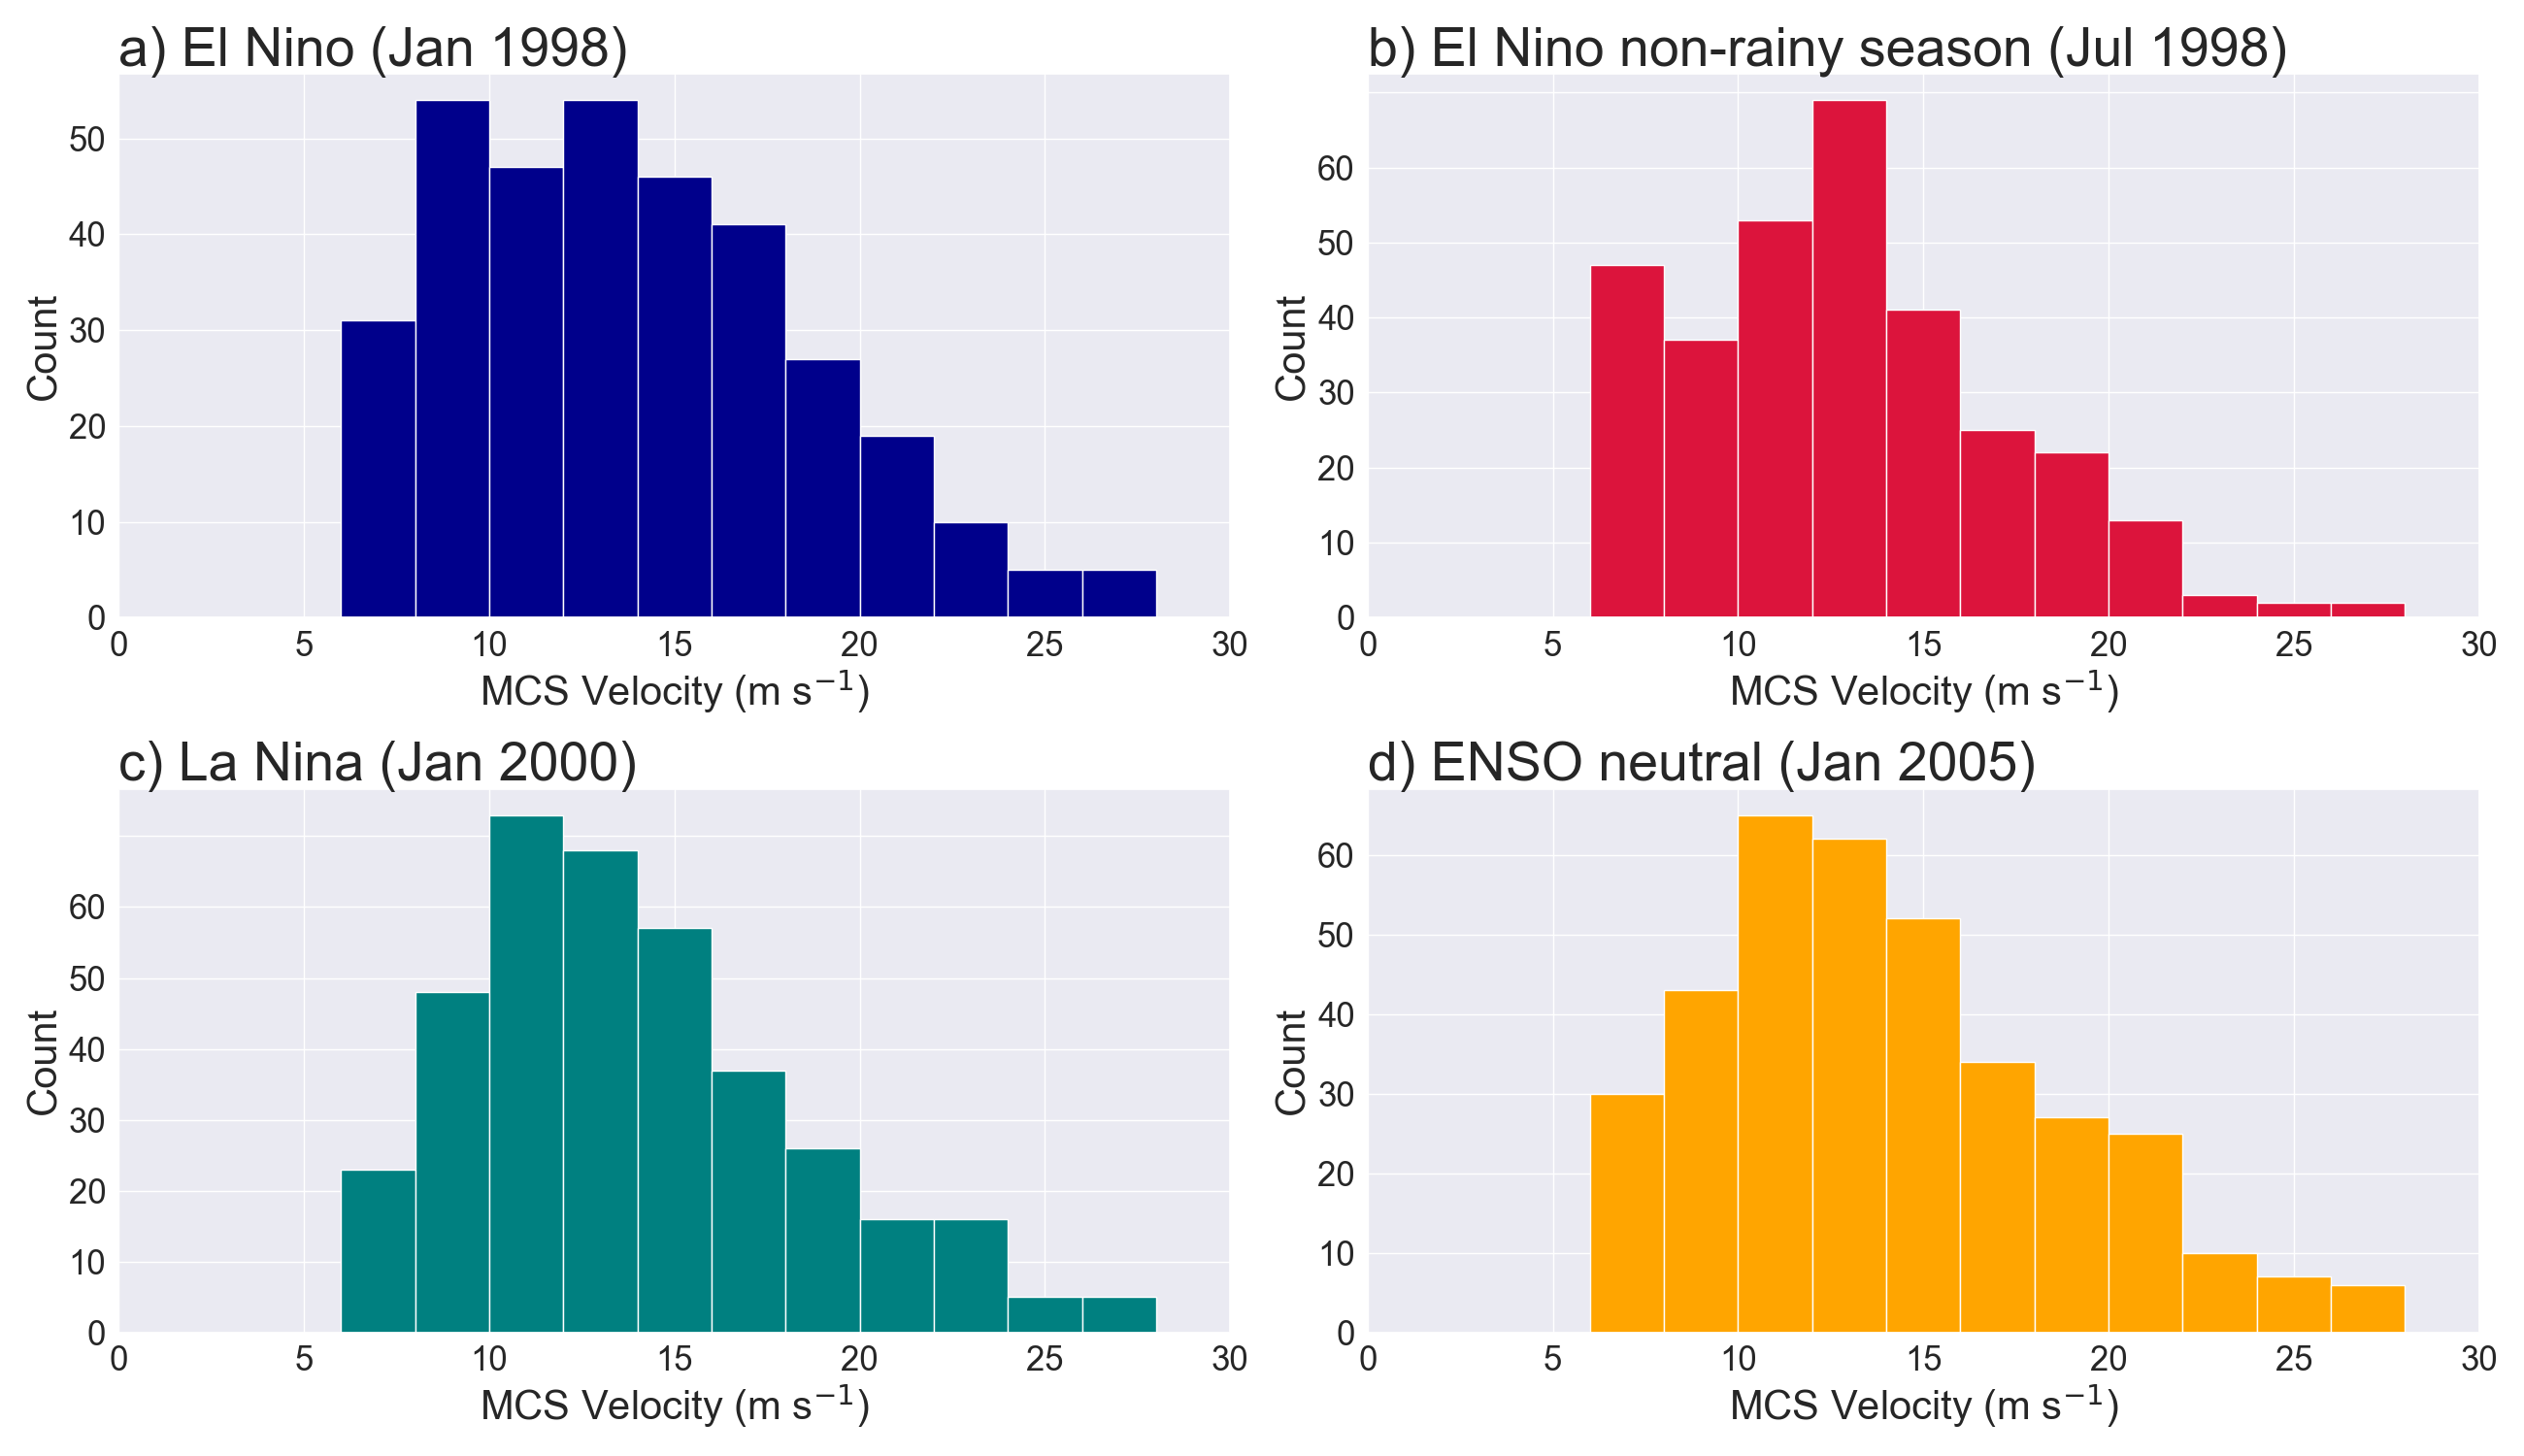 a) El Nino (Jan 1998)
50
40
30
20
10
0
Count
0 5 10 15 20 25 30
MCS Velocity (m s⁻¹)
b) El Nino non-rainy season (Jul 1998)
60
50
40
30
20
10
0
Count
0 5 10 15 20 25 30
MCS Velocity (m s⁻¹)
c) La Nina (Jan 2000)
60
50
40
30
20
10
0
Count
0 5 10 15 20 25 30
MCS Velocity (m s⁻¹)
d) ENSO neutral (Jan 2005)
60
50
40
30
20
10
0
Count
0 5 10 15 20 25 30
MCS Velocity (m s⁻¹)